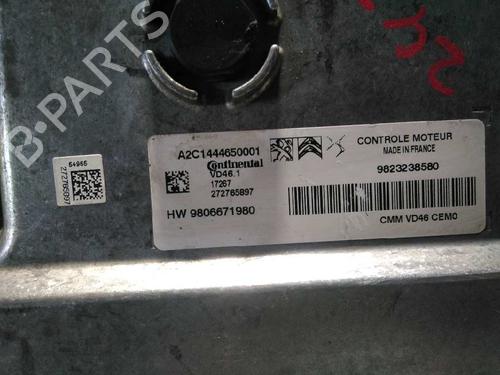 B-PARTS
54965
272765097
A2C1444650001
Continental
VD46.1
17267
272765897
HW 9806671980
CONTROLE MOTEUR
MADE IN FRANCE
9823238580
CMM VD46 CEM0